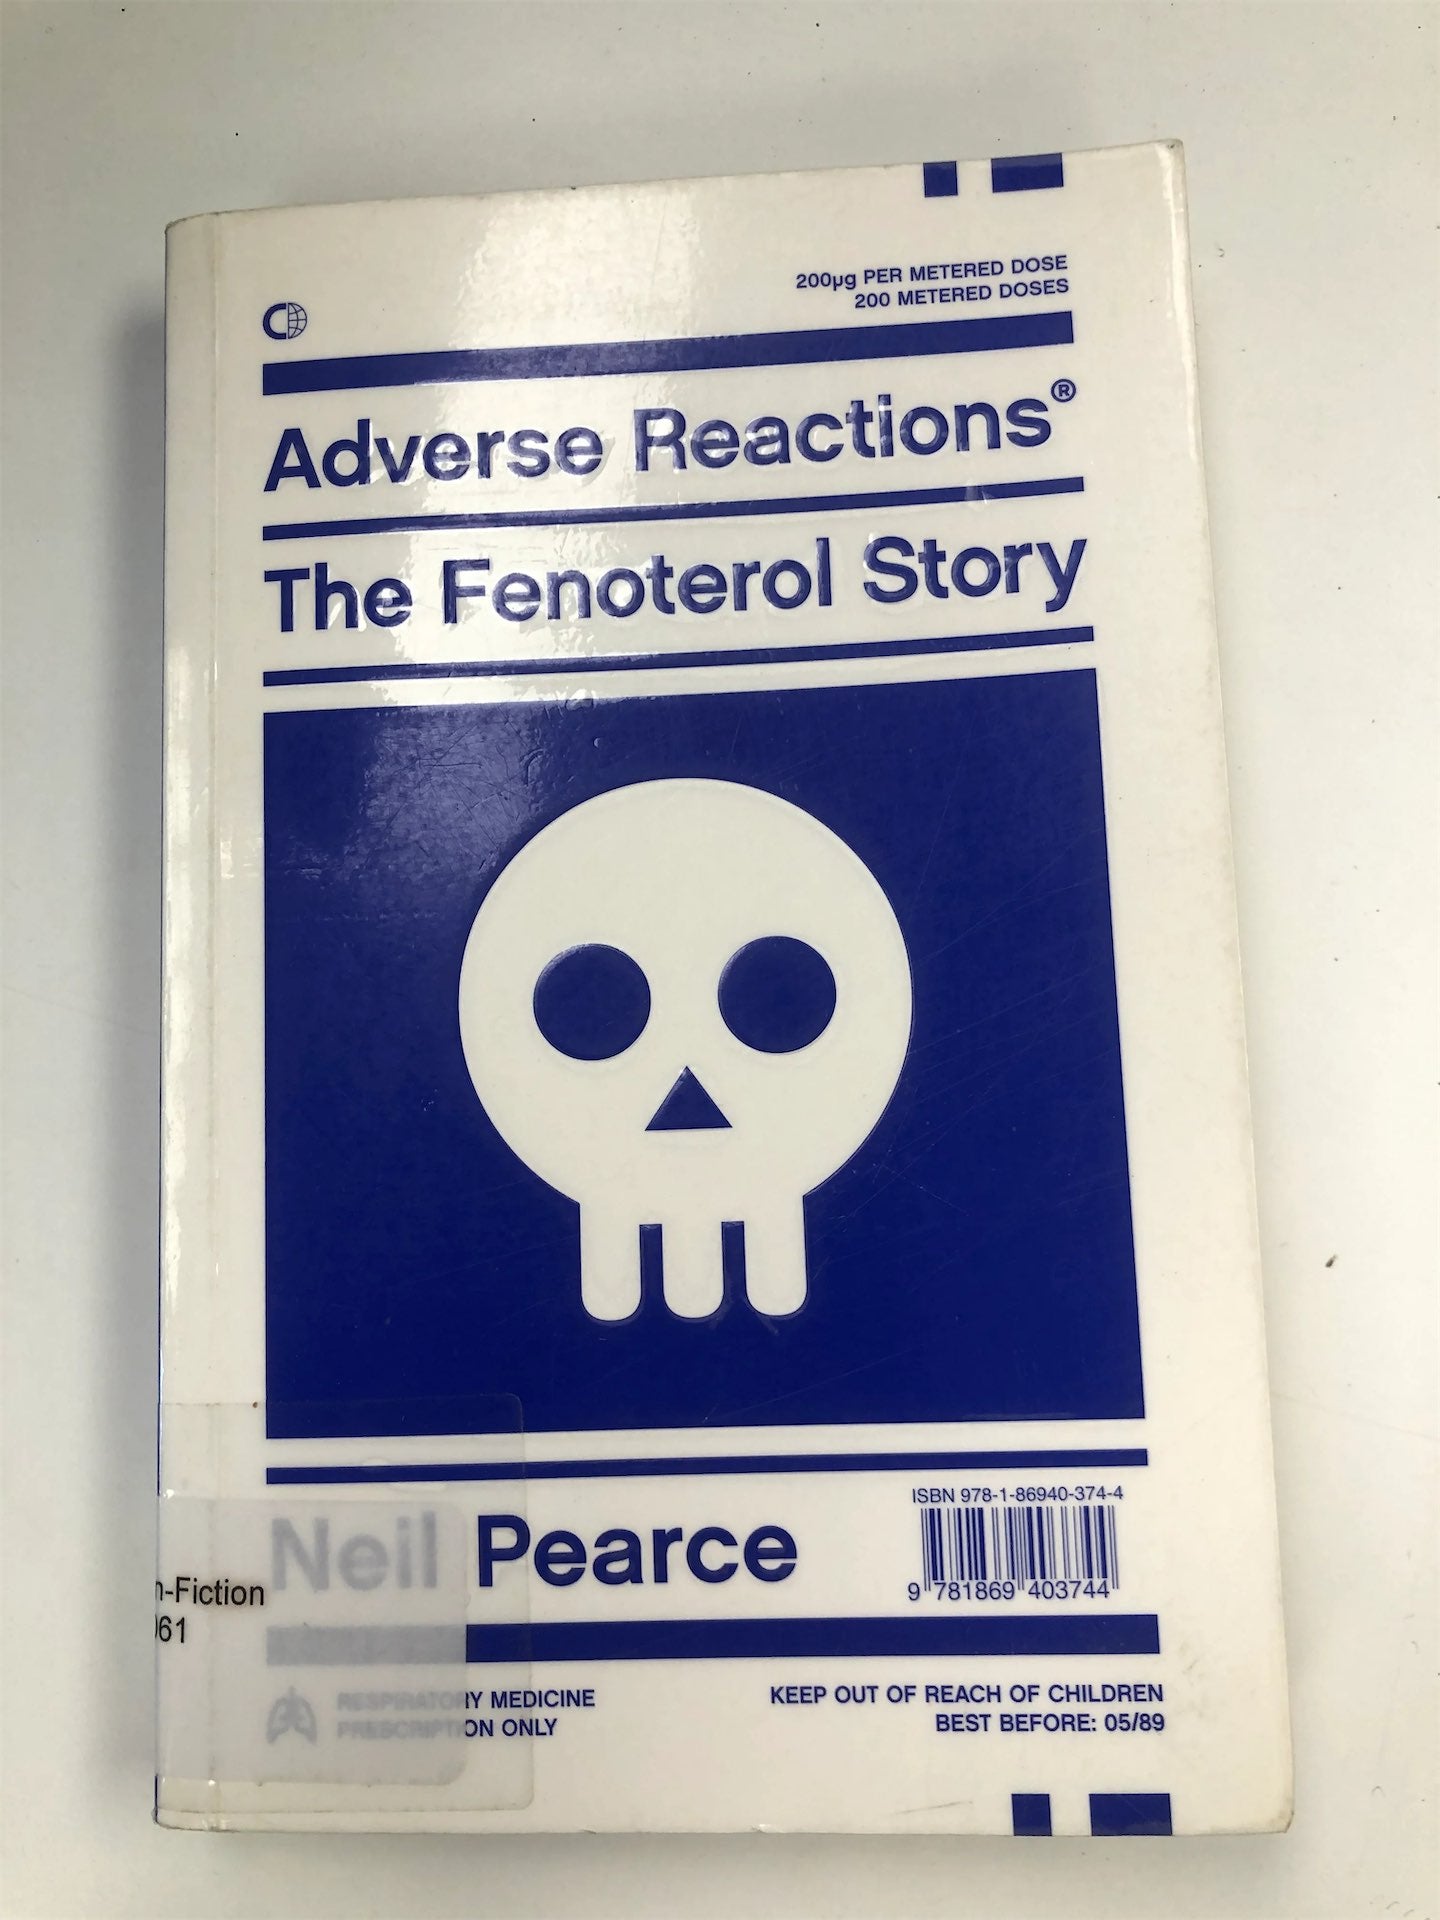 200µg PER METERED DOSE
200 METERED DOSES
Adverse Reactions®
The Fenoterol Story
ISBN 978-1-86940-374-4
Neil Pearce
9 781869 403744
n-Fiction
061
RESPIRATORY MEDICINE
PRESCRIPTION ONLY
KEEP OUT OF REACH OF CHILDREN
BEST BEFORE: 05/89